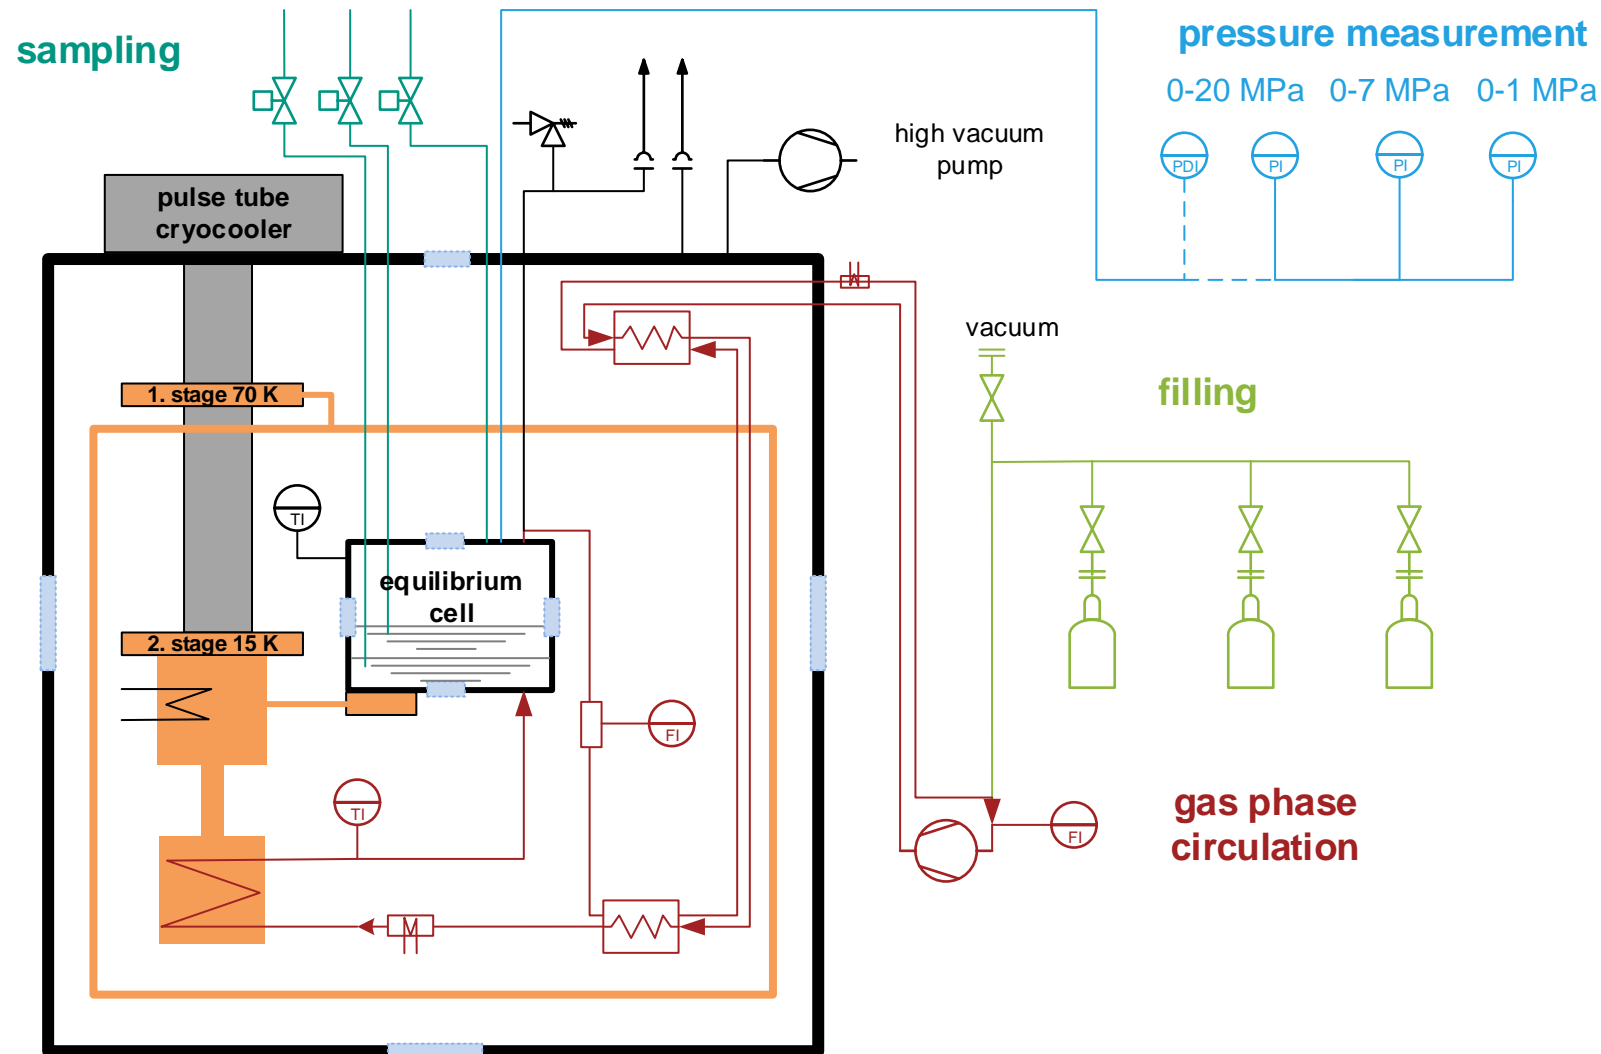 sampling
pressure measurement
0-20 MPa 0-7 MPa 0-1 MPa
PDI PI PI PI
high vacuum
pump
pulse tube
cryocooler
vacuum
filling
1. stage 70 K
TI
equilibrium
cell
2. stage 15 K
FI
TI
gas phase
circulation
FI